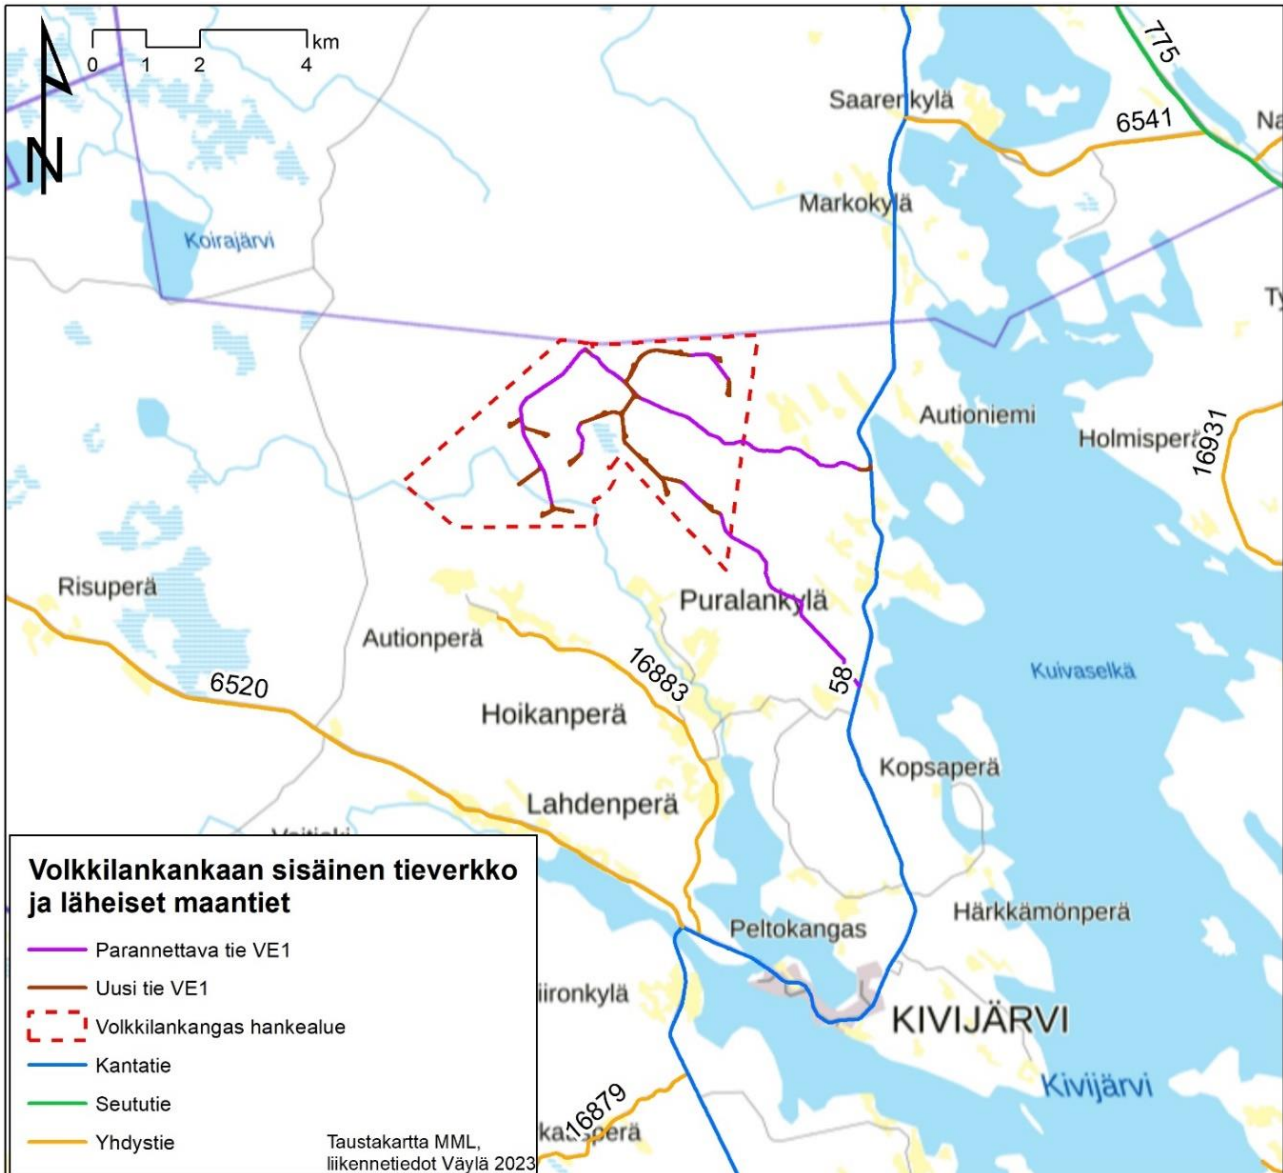 km
0 1 2 4
N
775
Saarenkylä
6541
Na
Markokylä
Koirajärvi
Ty
Autioniemi
Holmisperä
16931
Risuperä
Puralankylä
Autionperä
16883
58
Kuivaselkä
6520
Hoikanperä
Kopsaperä
Lahdenperä
Volkkilankankaan sisäinen tieverkko
ja läheiset maantiet
Parannettava tie VE1
Uusi tie VE1
Volkkilankangas hankealue
Kantatie
Seututie
Yhdystie
Taustakartta MML,
liikennetiedot Väylä 2023
Härkkämönperä
Peltokangas
iironkylä
KIVIJÄRVI
Kivijärvi
16879